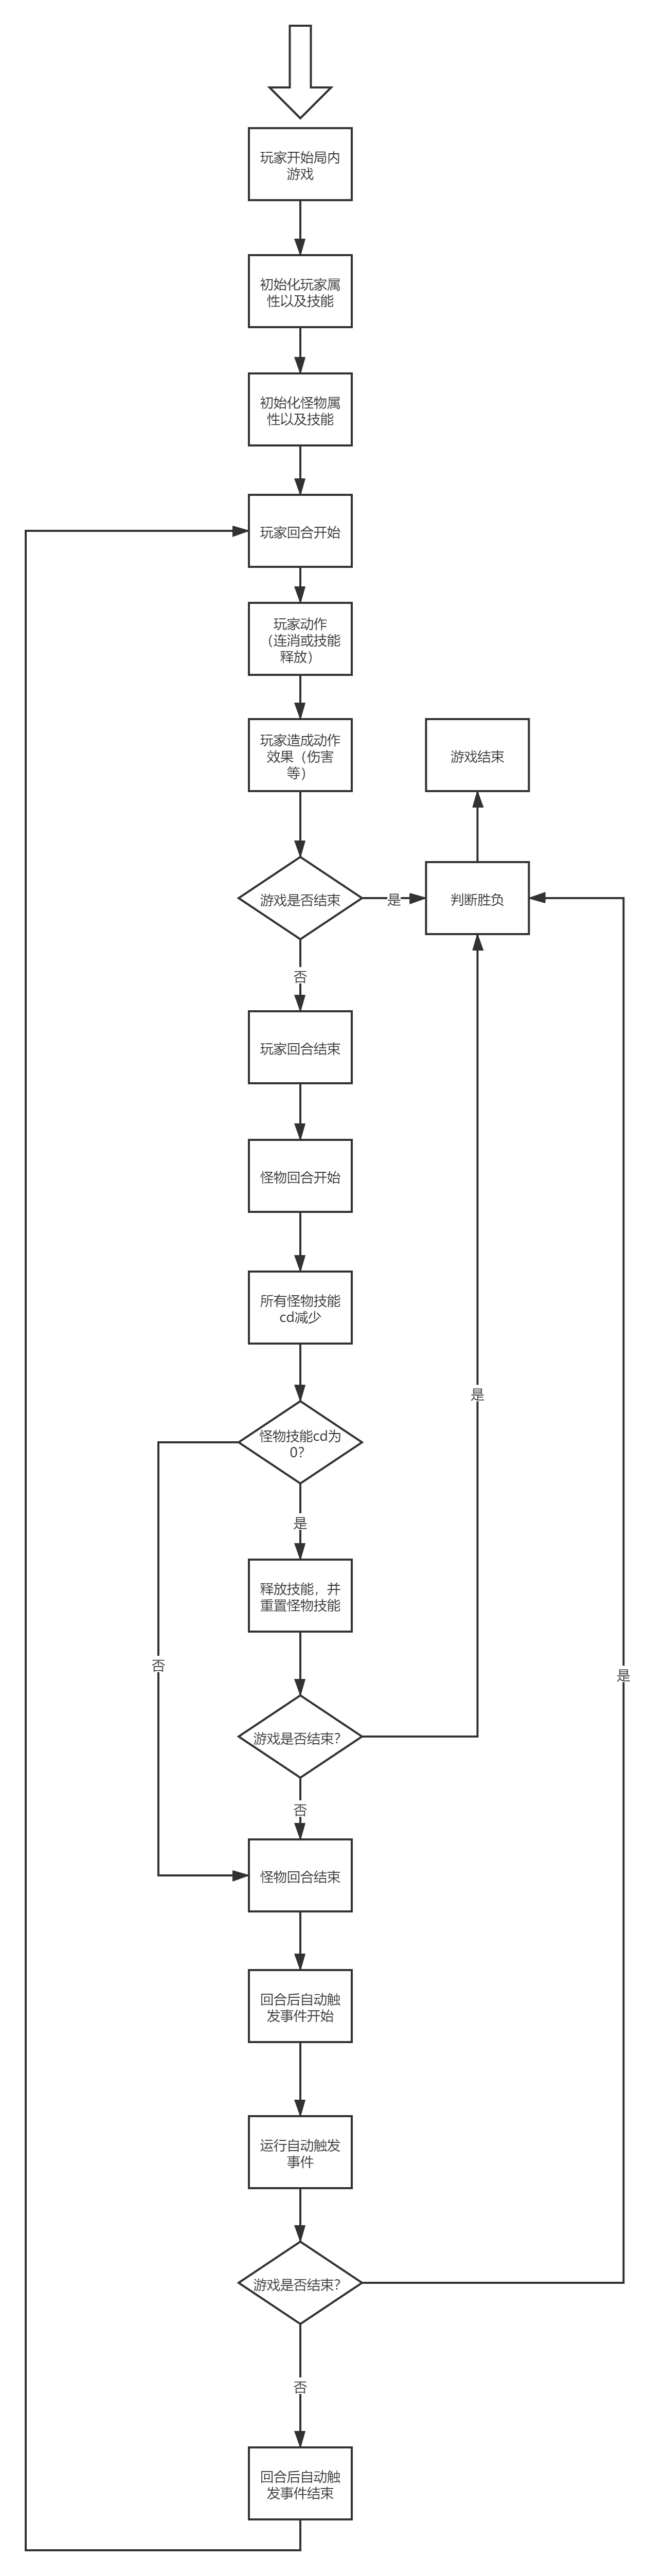 玩家开始局内
游戏
初始化玩家属
性以及技能
初始化怪物属
性以及技能
玩家回合开始
玩家动作
（连消或技能
释放）
玩家造成动作
效果（伤害
等）
游戏结束
游戏是否结束
是
判断胜负
否
玩家回合结束
怪物回合开始
所有怪物技能
cd减少
是
怪物技能cd为
0?
是
释放技能，并
重置怪物技能
否
是
游戏是否结束?
否
怪物回合结束
回合后自动触
发事件开始
运行自动触发
事件
游戏是否结束?
否
回合后自动触
发事件结束